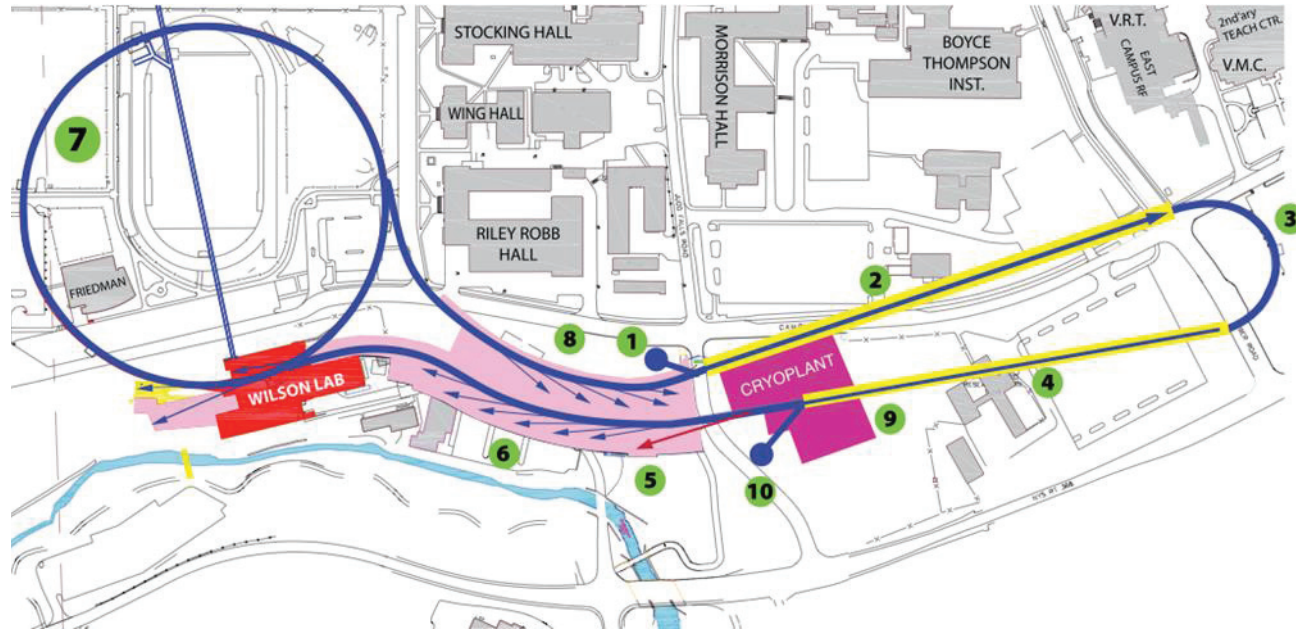 STOCKING HALL
MORRISON HALL
BOYCE
THOMPSON
INST.
V.R.T.
EAST
CAMPUS RF
2nd'ary
TEACH CTR.
V.M.C.
WING HALL
7
RILEY ROBB
HALL
FRIEDMAN
3
2
8
1
CRYOPLANT
WILSON LAB
4
9
6
5
10